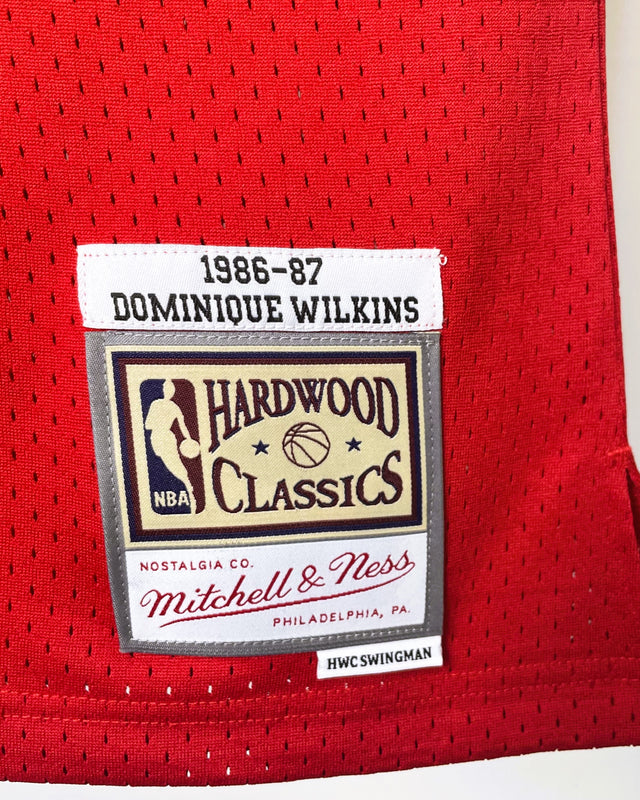 1986-87
DOMINIQUE WILKINS
HARDWOOD
CLASSICS
NBA
NOSTALGIA CO.
Mitchell & Ness
PHILADELPHIA, PA.
HWC SWINGMAN